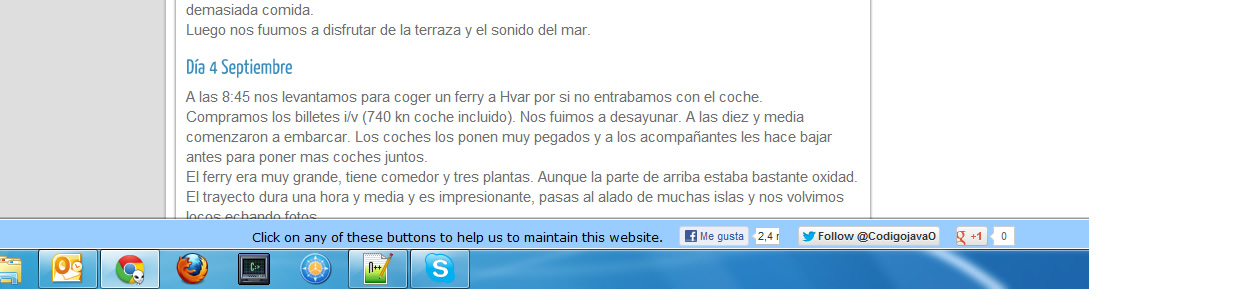 demasiada comida.
Luego nos fuumos a disfrutar de la terraza y el sonido del mar.
Día 4 Septiembre
A las 8:45 nos levantamos para coger un ferry a Hvar por si no entrabamos con el coche.
Compramos los billetes i/v (740 kn coche incluido). Nos fuimos a desayunar. A las diez y media
comenzaron a embarcar. Los coches los ponen muy pegados y a los acompañantes les hace bajar
antes para poner mas coches juntos.
El ferry era muy grande, tiene comedor y tres plantas. Aunque la parte de arriba estaba bastante oxidad.
El trayecto dura una hora y media y es impresionante, pasas al alado de muchas islas y nos volvimos
locos echando fotos
Click on any of these buttons to help us to maintain this website. Me gusta 2,4 Follow @Codigojava0 g +1 0
C:\ n++ S